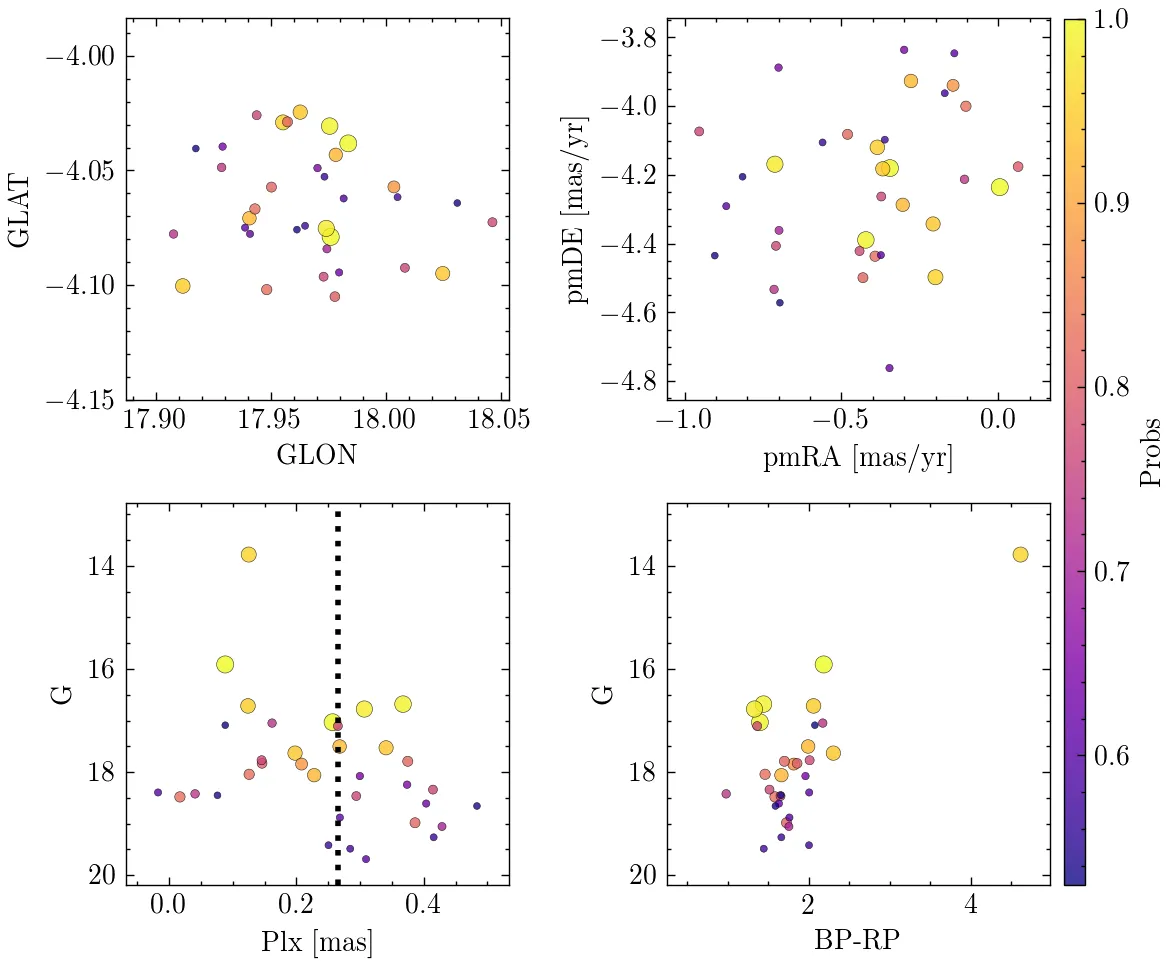 −4.00
−4.05
−4.10
−4.15
GLAT
17.90 17.95 18.00 18.05
GLON
−3.8
−4.0
−4.2
−4.4
−4.6
−4.8
pmDE [mas/yr]
−1.0 −0.5 0.0
pmRA [mas/yr]
1.0
0.9
0.8
0.7
0.6
Probs
14
16
18
20
G
0.0 0.2 0.4
Plx [mas]
14
16
18
20
G
2 4
BP-RP